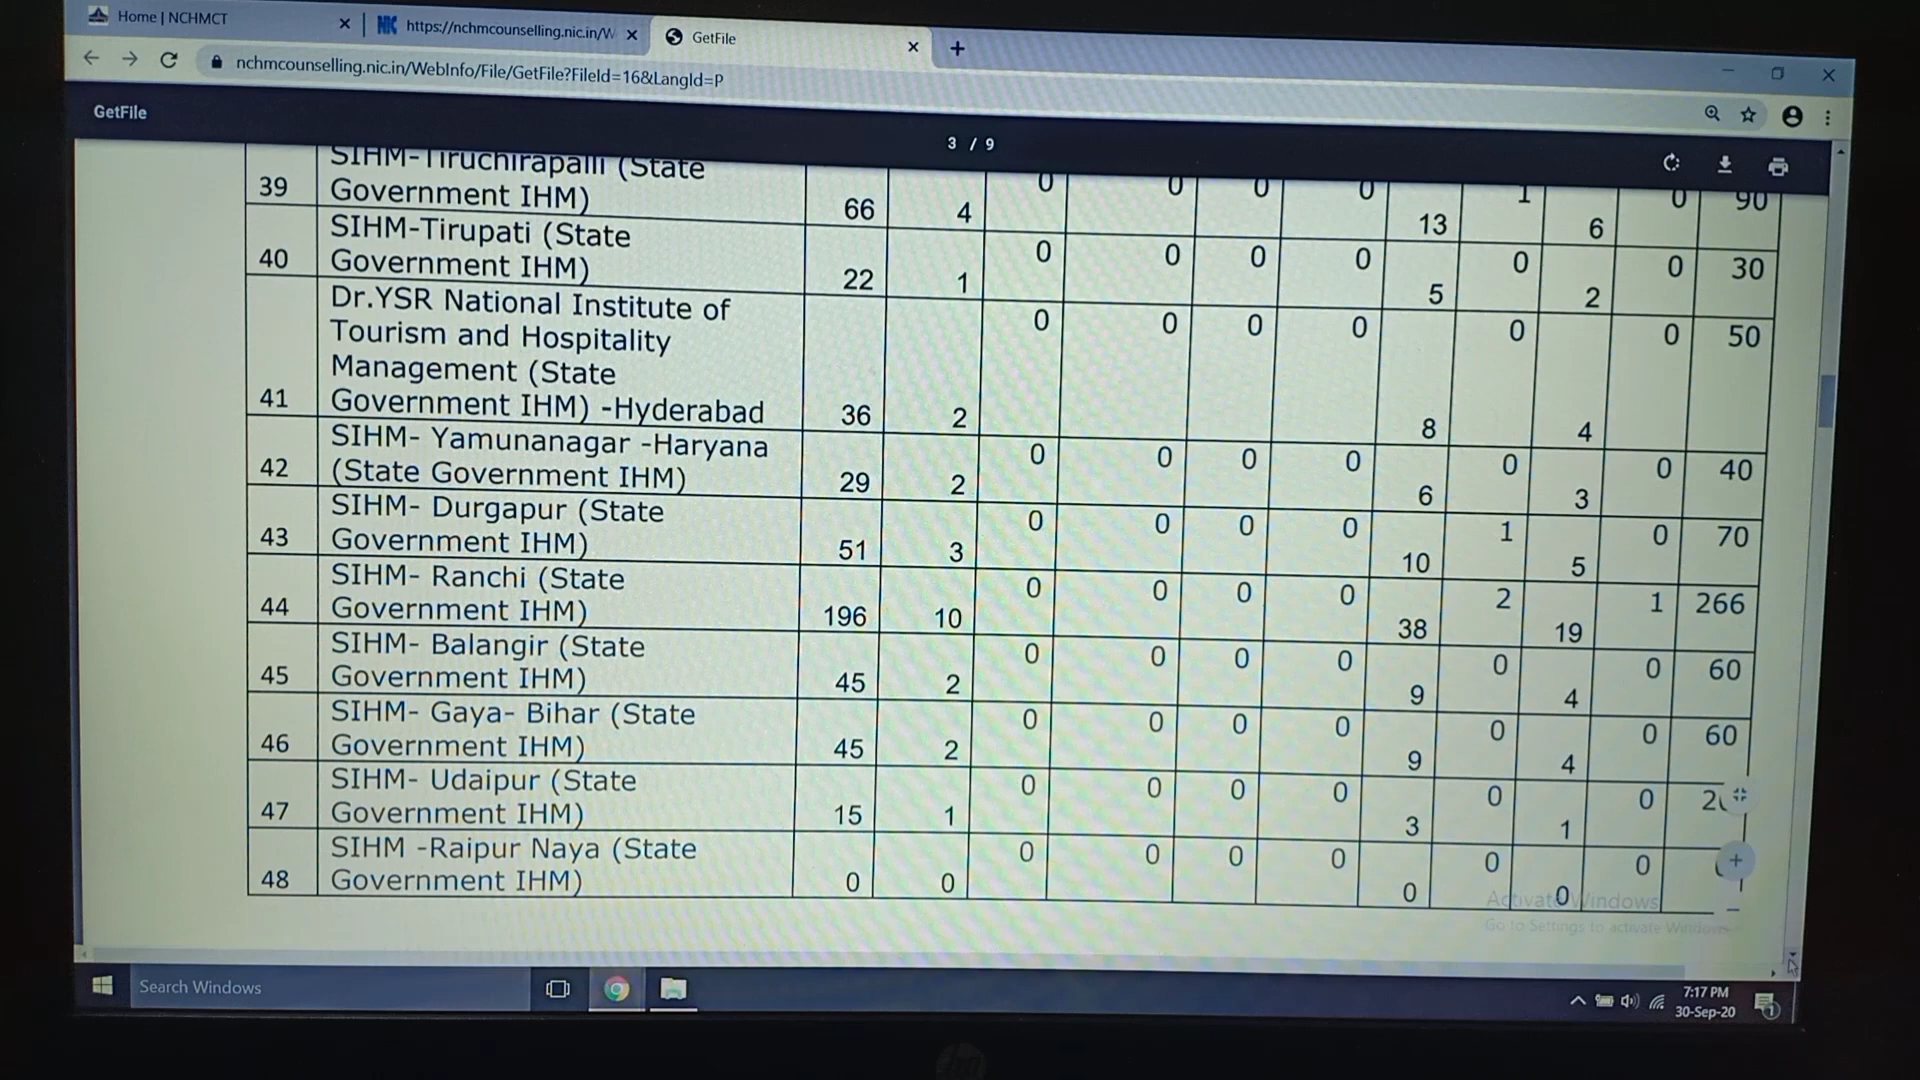 Home | NCHMCT
NIC https://nchmcounselling.nic.in/W
GetFile
nchmcounselling.nic.in/WebInfo/File/GetFile?FileId=16&LangId=P
GetFile
3 / 9
SIHM-Tiruchirapalli (State
39 Government IHM) 66 4 0 0 0 0 13 1 6 0 90
SIHM-Tirupati (State
40 Government IHM) 22 1 0 0 0 0 5 0 2 0 30
Dr.YSR National Institute of
Tourism and Hospitality
Management (State
41 Government IHM) -Hyderabad 36 2 0 0 0 0 8 0 4 0 50
SIHM- Yamunanagar -Haryana
42 (State Government IHM) 29 2 0 0 0 0 6 0 3 0 40
SIHM- Durgapur (State
43 Government IHM) 51 3 0 0 0 0 10 1 5 0 70
SIHM- Ranchi (State
44 Government IHM) 196 10 0 0 0 0 38 2 19 1 266
SIHM- Balangir (State
45 Government IHM) 45 2 0 0 0 0 9 0 4 0 60
SIHM- Gaya- Bihar (State
46 Government IHM) 45 2 0 0 0 0 9 0 4 0 60
SIHM- Udaipur (State
47 Government IHM) 15 1 0 0 0 0 3 0 1 0
SIHM -Raipur Naya (State
48 Government IHM) 0 0 0 0 0 0 0 0 0 0
Activate Windows
Go to Settings to activate Windows.
Search Windows
7:17 PM
30-Sep-20
1
hp